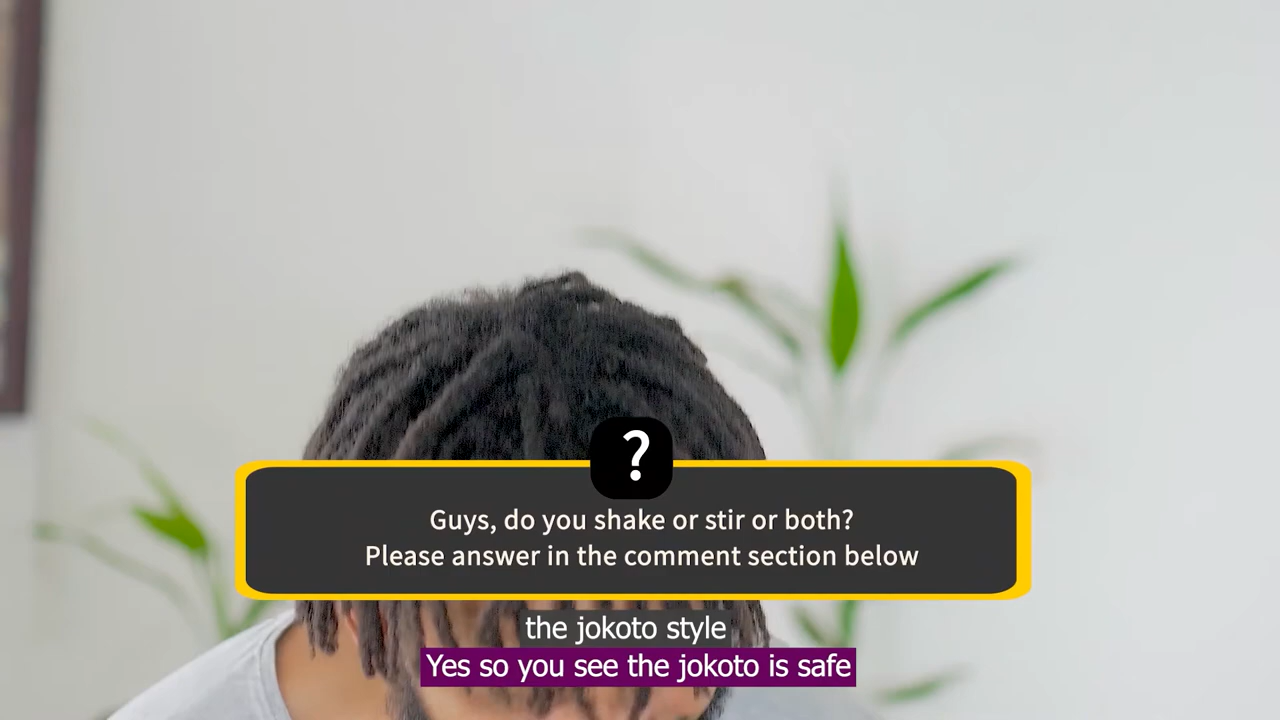 ?
Guys, do you shake or stir or both?
Please answer in the comment section below
the jokoto style
Yes so you see the jokoto is safe